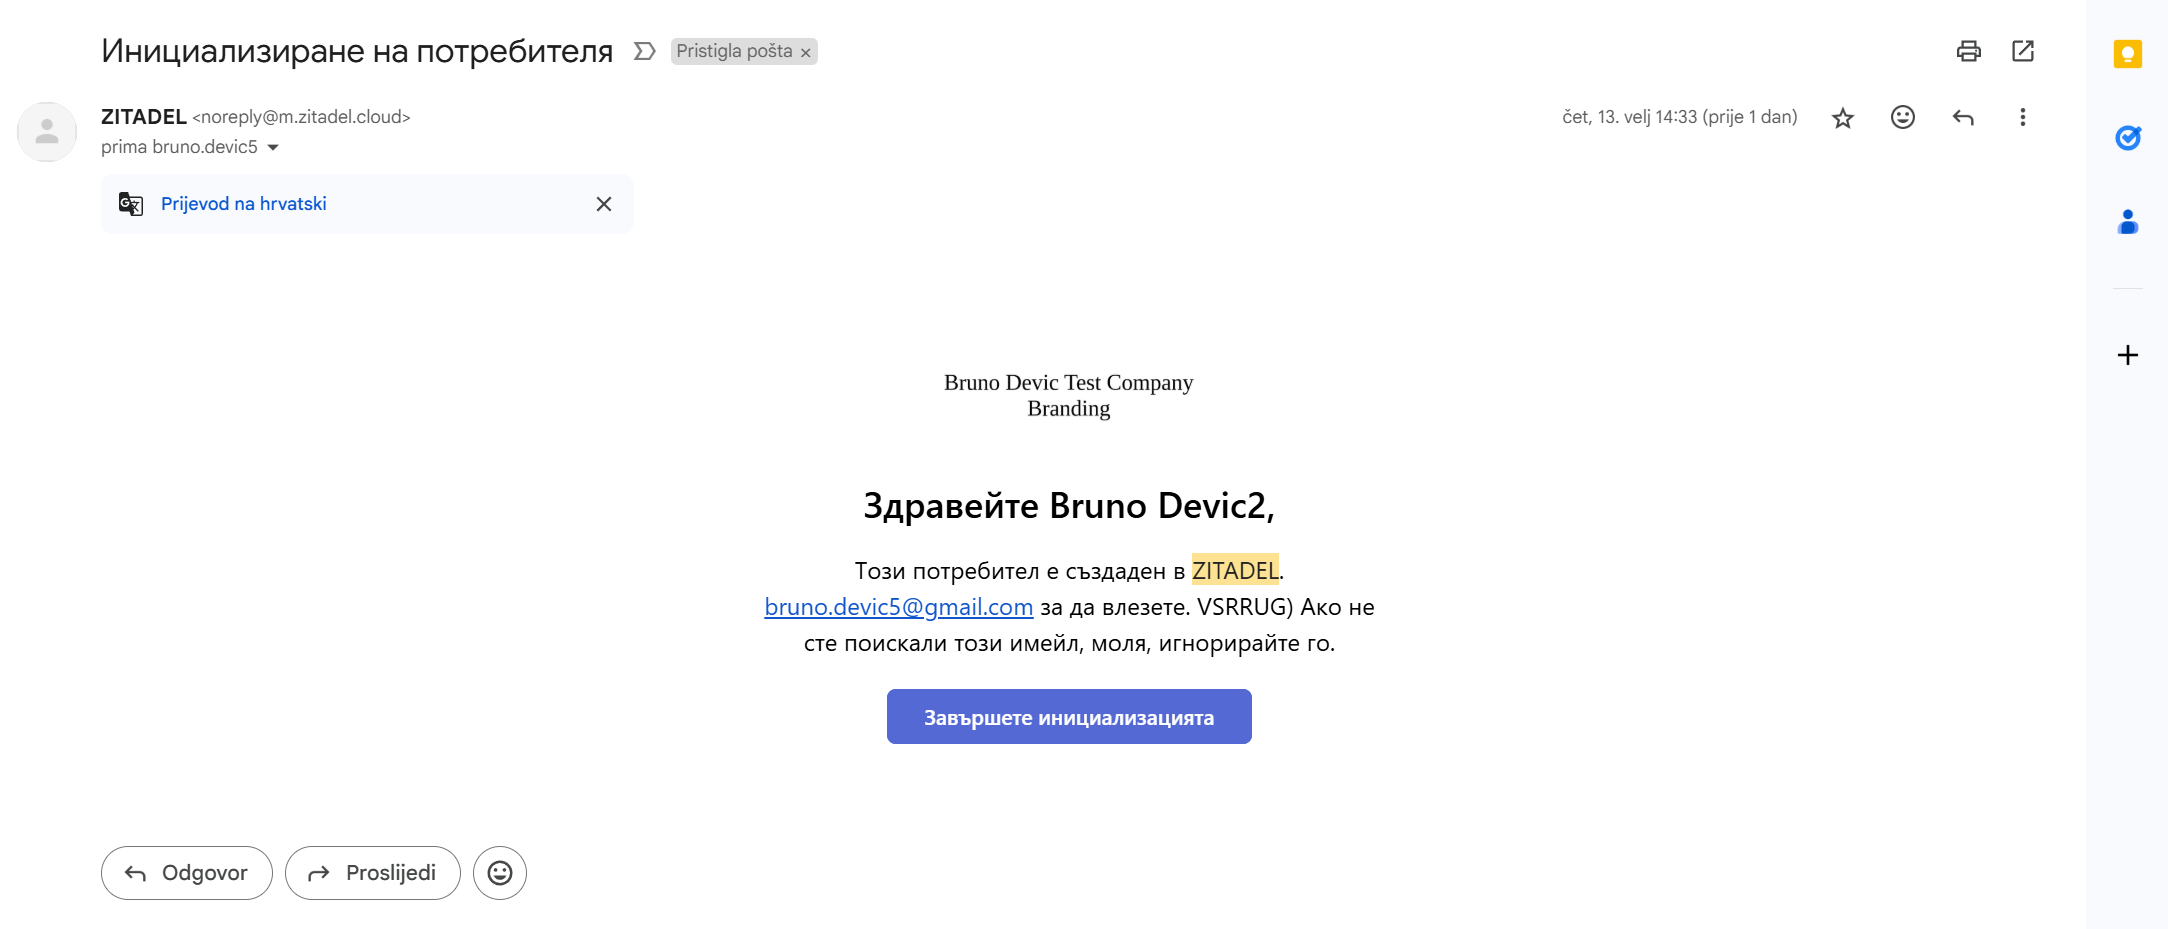 Инициализиране на потребителя
Pristigla pošta ×
ZITADEL <noreply@m.zitadel.cloud>
čet, 13. velj 14:33 (prije 1 dan)
prima bruno.devic5
Prijevod na hrvatski
Bruno Devic Test Company
Branding
Здравейте Bruno Devic2,
Този потребител е създаден в ZITADEL.
bruno.devic5@gmail.com за да влезете. VSRRUG) Ако не
сте поискали този имейл, моля, игнорирайте го.
Завършете инициализацията
Odgovor
Proslijedi